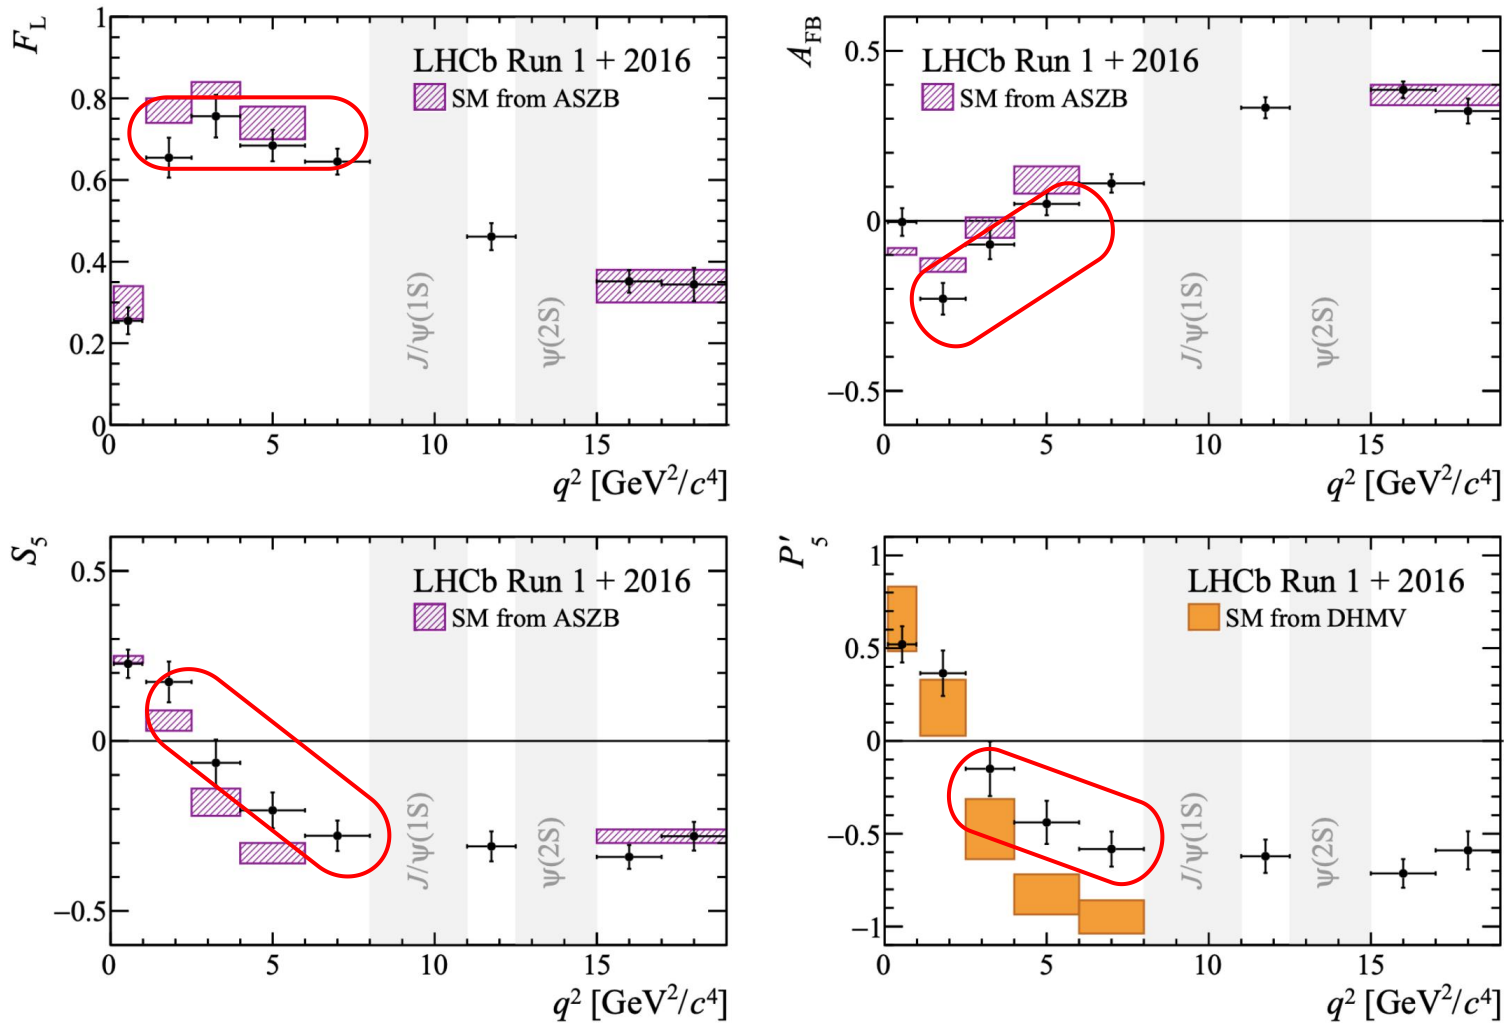 F_L
1
0.8
0.6
0.4
0.2
0
LHCb Run 1 + 2016
SM from ASZB
J/ψ(1S)
ψ(2S)
0 5 10 15
q² [GeV²/c⁴]
A_FB
0.5
0
−0.5
LHCb Run 1 + 2016
SM from ASZB
J/ψ(1S)
ψ(2S)
0 5 10 15
q² [GeV²/c⁴]
S₅
0.5
0
−0.5
LHCb Run 1 + 2016
SM from ASZB
J/ψ(1S)
ψ(2S)
0 5 10 15
q² [GeV²/c⁴]
P'₅
1
0.5
0
−0.5
−1
LHCb Run 1 + 2016
SM from DHMV
J/ψ(1S)
ψ(2S)
0 5 10 15
q² [GeV²/c⁴]